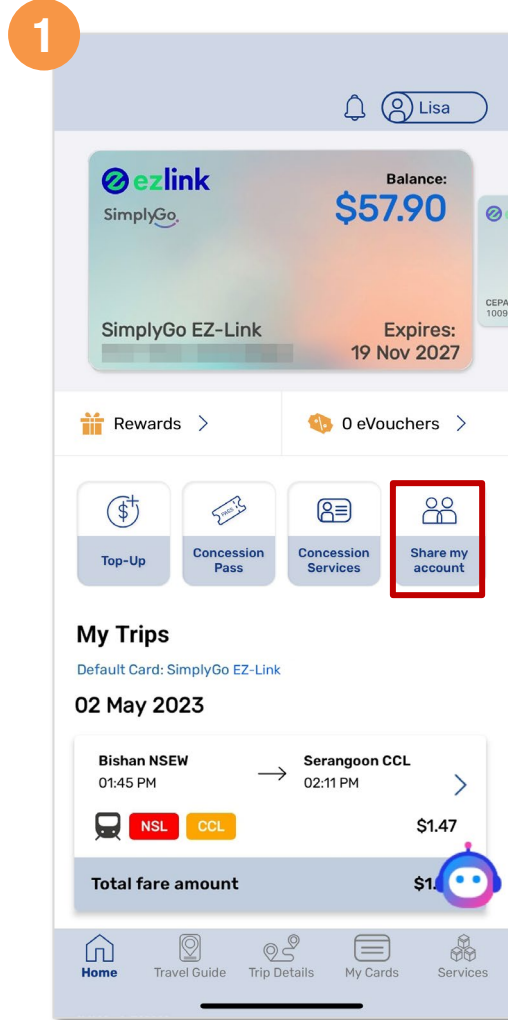 1
Lisa
ezlink
SimplyGo
Balance:
$57.90
SimplyGo EZ-Link
Expires:
19 Nov 2027
CEPA
1009
Rewards
0 eVouchers
Top-Up
PASS
Concession
Pass
Concession
Services
Share my
account
My Trips
Default Card: SimplyGo EZ-Link
02 May 2023
Bishan NSEW
Serangoon CCL
01:45 PM
02:11 PM
NSL
CCL
$1.47
Total fare amount
$1.
Home
Travel Guide
Trip Details
My Cards
Services